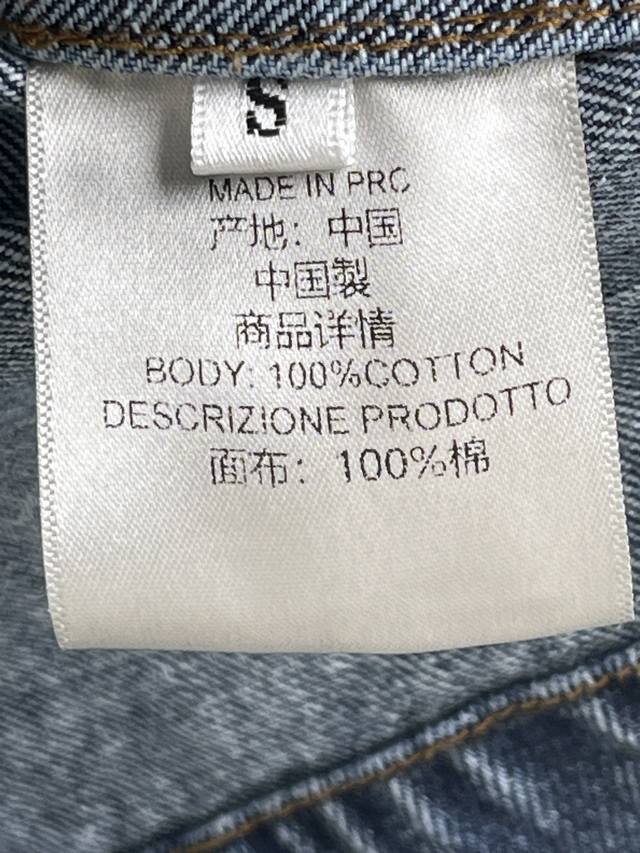 S
MADE IN PRC
产地：中国
中国製
商品详情
BODY: 100%COTTON
DESCRIZIONE PRODOTTO
面布：100%棉